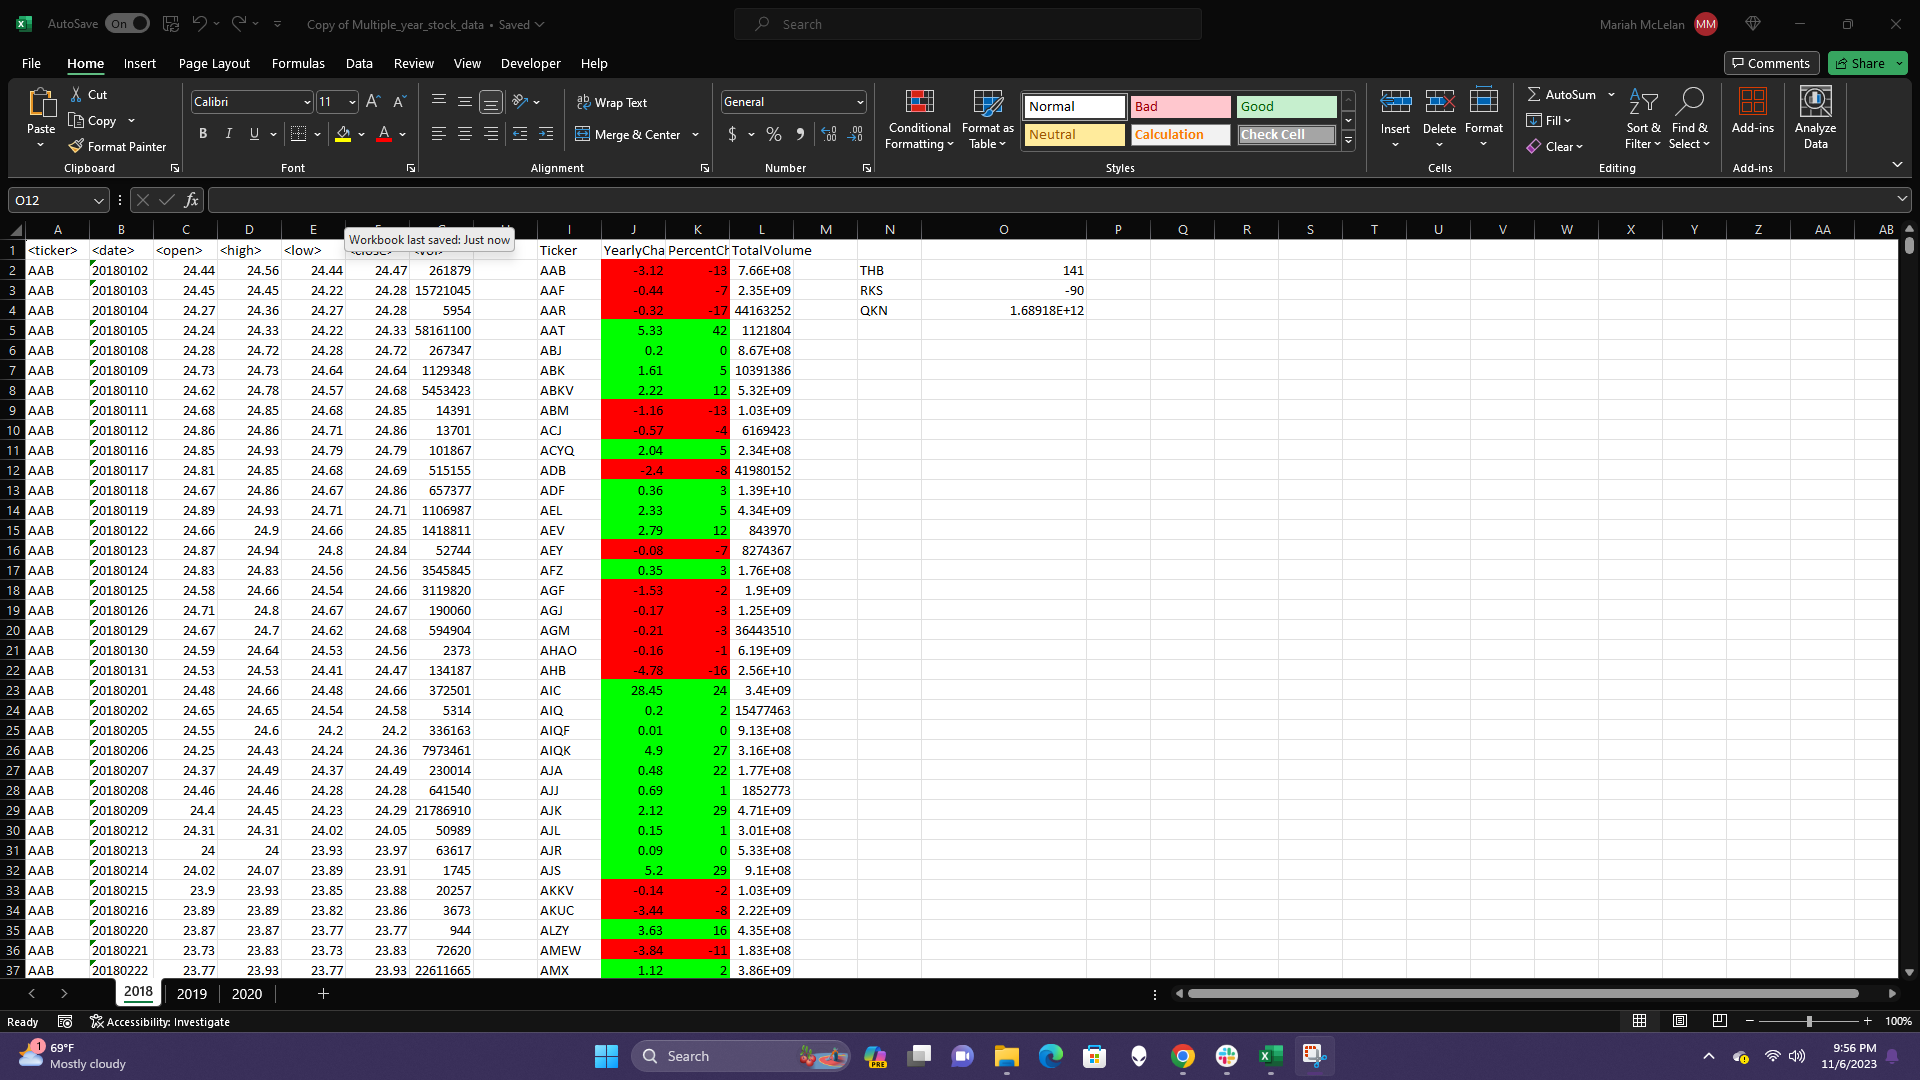 AutoSave On Copy of Multiple_year_stock_data • Saved Search Mariah McLelan MM
File Home Insert Page Layout Formulas Data Review View Developer Help Comments Share
Paste Cut Copy Format Painter Clipboard
Calibri 11 B I U A Font
Wrap Text Merge & Center Alignment
General $ % Number
Conditional Formatting Format as Table Normal Bad Good Neutral Calculation Check Cell Styles
Insert Delete Format Cells
AutoSum Fill Clear Sort & Filter Find & Select Editing
Add-ins Add-ins
Analyze Data
O12 fx
A B C D E I J K L M N O P Q R S T U V W X Y Z AA AB
Workbook last saved: Just now
1 <ticker> <date> <open> <high> <low> Ticker YearlyCha PercentCh TotalVolume
2 AAB 20180102 24.44 24.56 24.44 24.47 261879 AAB -3.12 -13 7.66E+08 THB 141
3 AAB 20180103 24.45 24.45 24.22 24.28 15721045 AAF -0.44 -7 2.35E+09 RKS -90
4 AAB 20180104 24.27 24.36 24.27 24.28 5954 AAR -0.32 -17 44163252 QKN 1.68918E+12
5 AAB 20180105 24.24 24.33 24.22 24.33 58161100 AAT 5.33 42 1121804
6 AAB 20180108 24.28 24.72 24.28 24.72 267347 ABJ 0.2 0 8.67E+08
7 AAB 20180109 24.73 24.73 24.64 24.64 1129348 ABK 1.61 5 10391386
8 AAB 20180110 24.62 24.78 24.57 24.68 5453423 ABKV 2.22 12 5.32E+09
9 AAB 20180111 24.68 24.85 24.68 24.85 14391 ABM -1.16 -13 1.03E+09
10 AAB 20180112 24.86 24.86 24.71 24.86 13701 ACJ -0.57 -4 6169423
11 AAB 20180116 24.85 24.93 24.79 24.79 101867 ACYQ 2.04 5 2.34E+08
12 AAB 20180117 24.81 24.85 24.68 24.69 515155 ADB -2.4 -8 41980152
13 AAB 20180118 24.67 24.86 24.67 24.86 657377 ADF 0.36 3 1.39E+10
14 AAB 20180119 24.89 24.93 24.71 24.71 1106987 AEL 2.33 5 4.34E+09
15 AAB 20180122 24.66 24.9 24.66 24.85 1418811 AEV 2.79 12 843970
16 AAB 20180123 24.87 24.94 24.8 24.84 52744 AEY -0.08 -7 8274367
17 AAB 20180124 24.83 24.83 24.56 24.56 3545845 AFZ 0.35 3 1.76E+08
18 AAB 20180125 24.58 24.66 24.54 24.66 3119820 AGF -1.53 -2 1.9E+09
19 AAB 20180126 24.71 24.8 24.67 24.67 190060 AGJ -0.17 -3 1.25E+09
20 AAB 20180129 24.67 24.7 24.62 24.68 594904 AGM -0.21 -3 36443510
21 AAB 20180130 24.59 24.64 24.53 24.56 2373 AHAO -0.16 -1 6.19E+09
22 AAB 20180131 24.53 24.53 24.41 24.47 134187 AHB -4.78 -16 2.56E+10
23 AAB 20180201 24.48 24.66 24.48 24.66 372501 AIC 28.45 24 3.4E+09
24 AAB 20180202 24.65 24.65 24.54 24.58 5314 AIQ 0.2 2 15477463
25 AAB 20180205 24.55 24.6 24.2 24.2 336163 AIQF 0.01 0 9.13E+08
26 AAB 20180206 24.25 24.43 24.24 24.36 7973461 AIQK 4.9 27 3.16E+08
27 AAB 20180207 24.37 24.49 24.37 24.49 230014 AJA 0.48 22 1.77E+08
28 AAB 20180208 24.46 24.46 24.28 24.28 641540 AJJ 0.69 1 1852773
29 AAB 20180209 24.4 24.45 24.23 24.29 21786910 AJK 2.12 29 4.71E+09
30 AAB 20180212 24.31 24.31 24.02 24.05 50989 AJL 0.15 1 3.01E+08
31 AAB 20180213 24 24 23.93 23.97 63617 AJR 0.09 0 5.33E+08
32 AAB 20180214 24.02 24.07 23.89 23.91 1745 AJS 5.2 29 9.1E+08
33 AAB 20180215 23.9 23.93 23.85 23.88 20257 AKKV -0.14 -2 1.03E+09
34 AAB 20180216 23.89 23.89 23.82 23.86 3673 AKUC -3.44 -8 2.22E+09
35 AAB 20180220 23.87 23.87 23.77 23.77 944 ALZY 3.63 16 4.35E+08
36 AAB 20180221 23.73 23.83 23.73 23.83 72620 AMEW -3.84 -11 1.83E+08
37 AAB 20180222 23.77 23.93 23.77 23.93 22611665 AMX 1.12 2 3.86E+09
2018 2019 2020 +
Ready Accessibility: Investigate 100%
1 69°F Mostly cloudy Search PRE 9:56 PM 11/6/2023